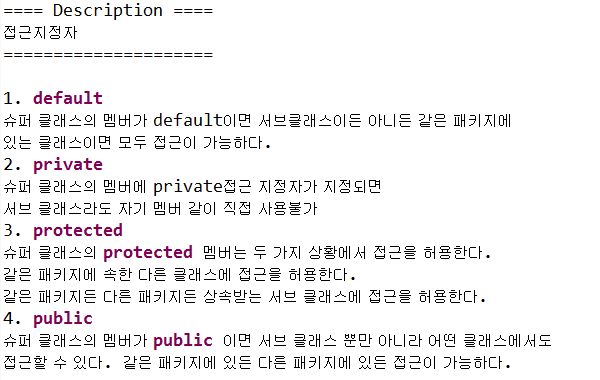 ==== Description ====
접근지정자
=====================
1. default
슈퍼 클래스의 멤버가 default이면 서브클래스이든 아니든 같은 패키지에
있는 클래스이면 모두 접근이 가능하다.
2. private
슈퍼 클래스의 멤버에 private접근 지정자가 지정되면
서브 클래스라도 자기 멤버 같이 직접 사용불가
3. protected
슈퍼 클래스의 protected 멤버는 두 가지 상황에서 접근을 허용한다.
같은 패키지에 속한 다른 클래스에 접근을 허용한다.
같은 패키지든 다른 패키지든 상속받는 서브 클래스에 접근을 허용한다.
4. public
슈퍼 클래스의 멤버가 public 이면 서브 클래스 뿐만 아니라 어떤 클래스에서도
접근할 수 있다. 같은 패키지에 있든 다른 패키지에 있든 접근이 가능하다.